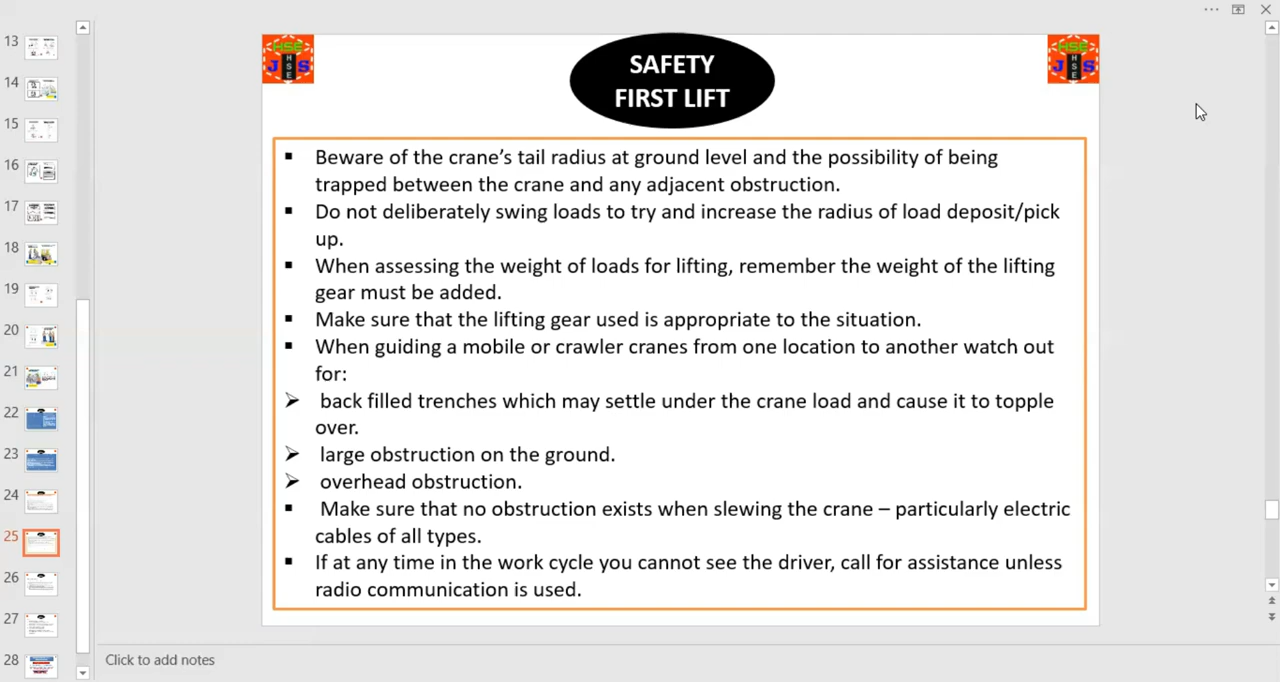 SAFETY
FIRST LIFT
HSE
HSE
JS
HSE
HSE
JS
▪ Beware of the crane’s tail radius at ground level and the possibility of being
trapped between the crane and any adjacent obstruction.
▪ Do not deliberately swing loads to try and increase the radius of load deposit/pick
up.
▪ When assessing the weight of loads for lifting, remember the weight of the lifting
gear must be added.
▪ Make sure that the lifting gear used is appropriate to the situation.
▪ When guiding a mobile or crawler cranes from one location to another watch out
for:
➢ back filled trenches which may settle under the crane load and cause it to topple
over.
➢ large obstruction on the ground.
➢ overhead obstruction.
▪ Make sure that no obstruction exists when slewing the crane – particularly electric
cables of all types.
▪ If at any time in the work cycle you cannot see the driver, call for assistance unless
radio communication is used.
13
14
15
16
17
18
19
20
21
22
23
24
25
26
27
28
Click to add notes